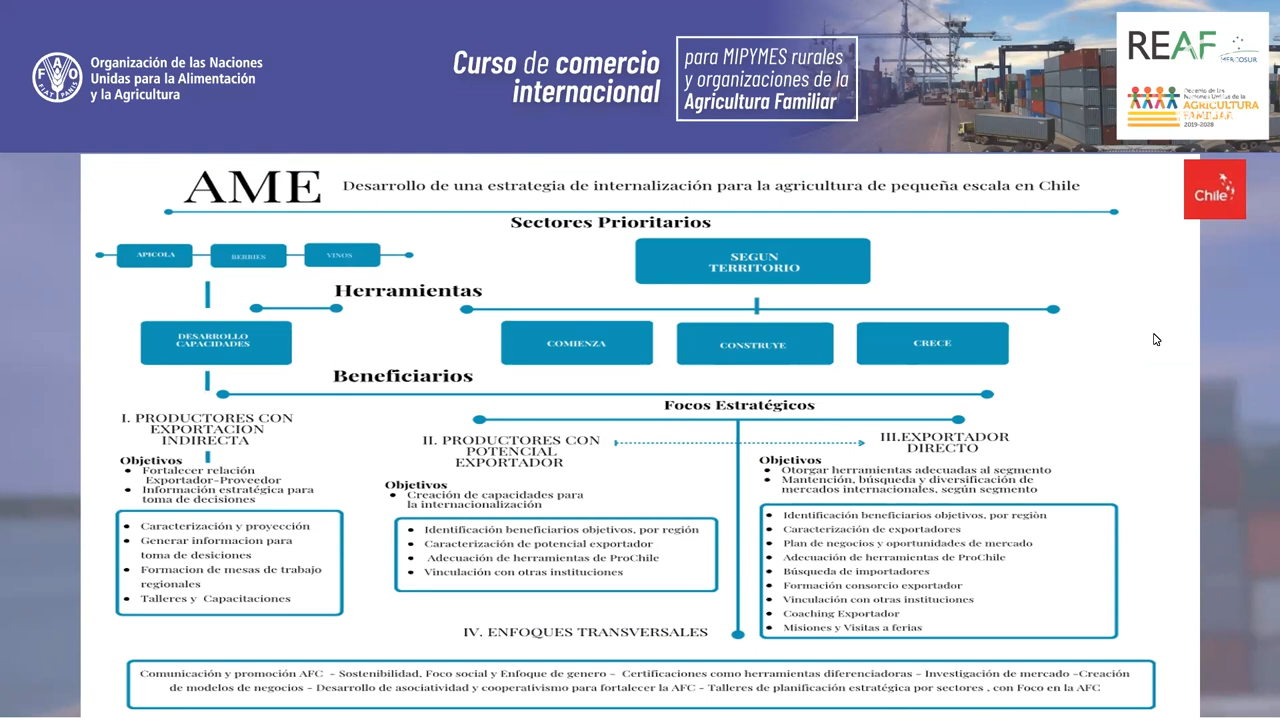 Organización de las Naciones
Unidas para la Alimentación
y la Agricultura
FAO
FIAT PANIS
Curso de comercio
internacional
para MIPYMES rurales
y organizaciones de la
Agricultura Familiar
REAF
MERCOSUR
Decenio de las
Naciones Unidas de la
AGRICULTURA
FAMILIAR
2019-2028
Chile
AME
Desarrollo de una estrategia de internalización para la agricultura de pequeña escala en Chile
Sectores Prioritarios
APICOLA
BERRIES
VINOS
SEGUN
TERRITORIO
Herramientas
DESARROLLO
CAPACIDADES
COMIENZA
CONSTRUYE
CRECE
Beneficiarios
Focos Estratégicos
I. PRODUCTORES CON
EXPORTACION
INDIRECTA
Objetivos
• Fortalecer relación
Exportador-Proveedor
• Información estratégica para
toma de decisiones
• Caracterización y proyección
• Generar informacion para
toma de desiciones
• Formacion de mesas de trabajo
regionales
• Talleres y Capacitaciones
II. PRODUCTORES CON
POTENCIAL
EXPORTADOR
Objetivos
• Creación de capacidades para
la internacionalización
• Identificación beneficiarios objetivos, por región
• Caracterización de potencial exportador
• Adecuación de herramientas de ProChile
• Vinculación con otras instituciones
III.EXPORTADOR
DIRECTO
Objetivos
• Otorgar herramientas adecuadas al segmento
• Mantención, búsqueda y diversificación de
mercados internacionales, según segmento
• Identificación beneficiarios objetivos, por regiòn
• Caracterización de exportadores
• Plan de negocios y oportunidades de mercado
• Adecuación de herramientas de ProChile
• Búsqueda de importadores
• Formación consorcio exportador
• Vinculación con otras instituciones
• Coaching Exportador
• Misiones y Visitas a ferias
IV. ENFOQUES TRANSVERSALES
Comunicación y promoción AFC - Sostenibilidad, Foco social y Enfoque de genero - Certificaciones como herramientas diferenciadoras - Investigación de mercado -Creación
de modelos de negocios - Desarrollo de asociatividad y cooperativismo para fortalecer la AFC - Talleres de planificación estratégica por sectores , con Foco en la AFC